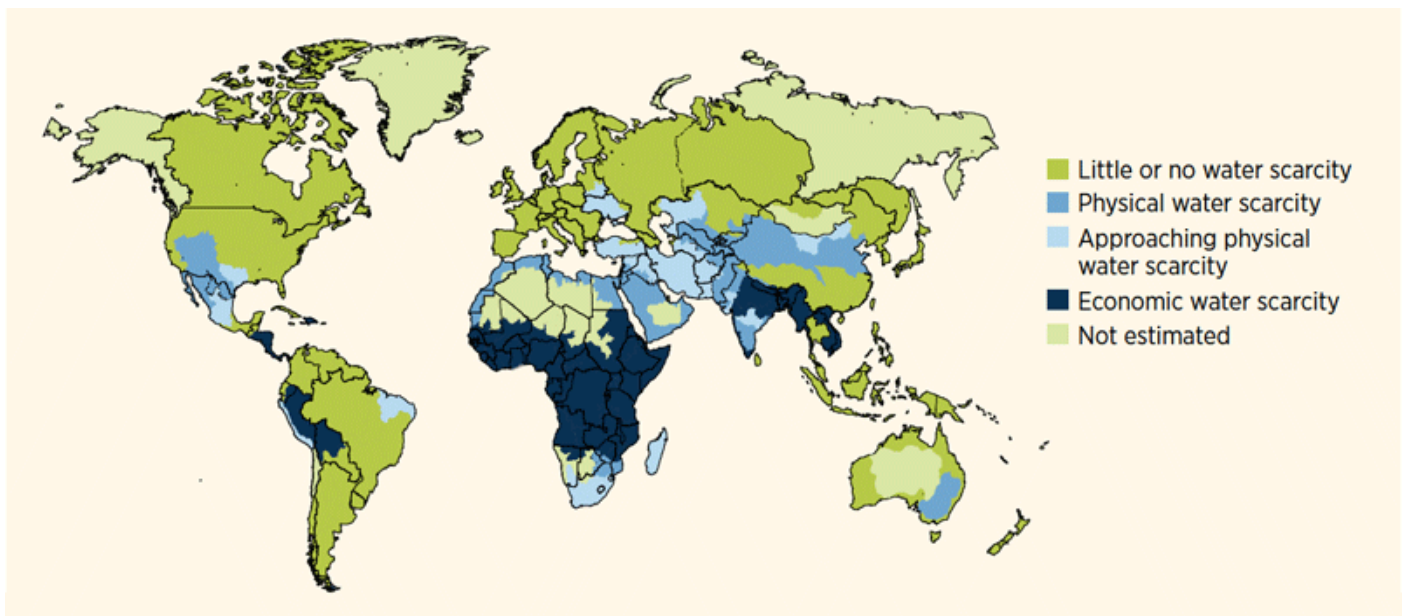 Little or no water scarcity
Physical water scarcity
Approaching physical
water scarcity
Economic water scarcity
Not estimated